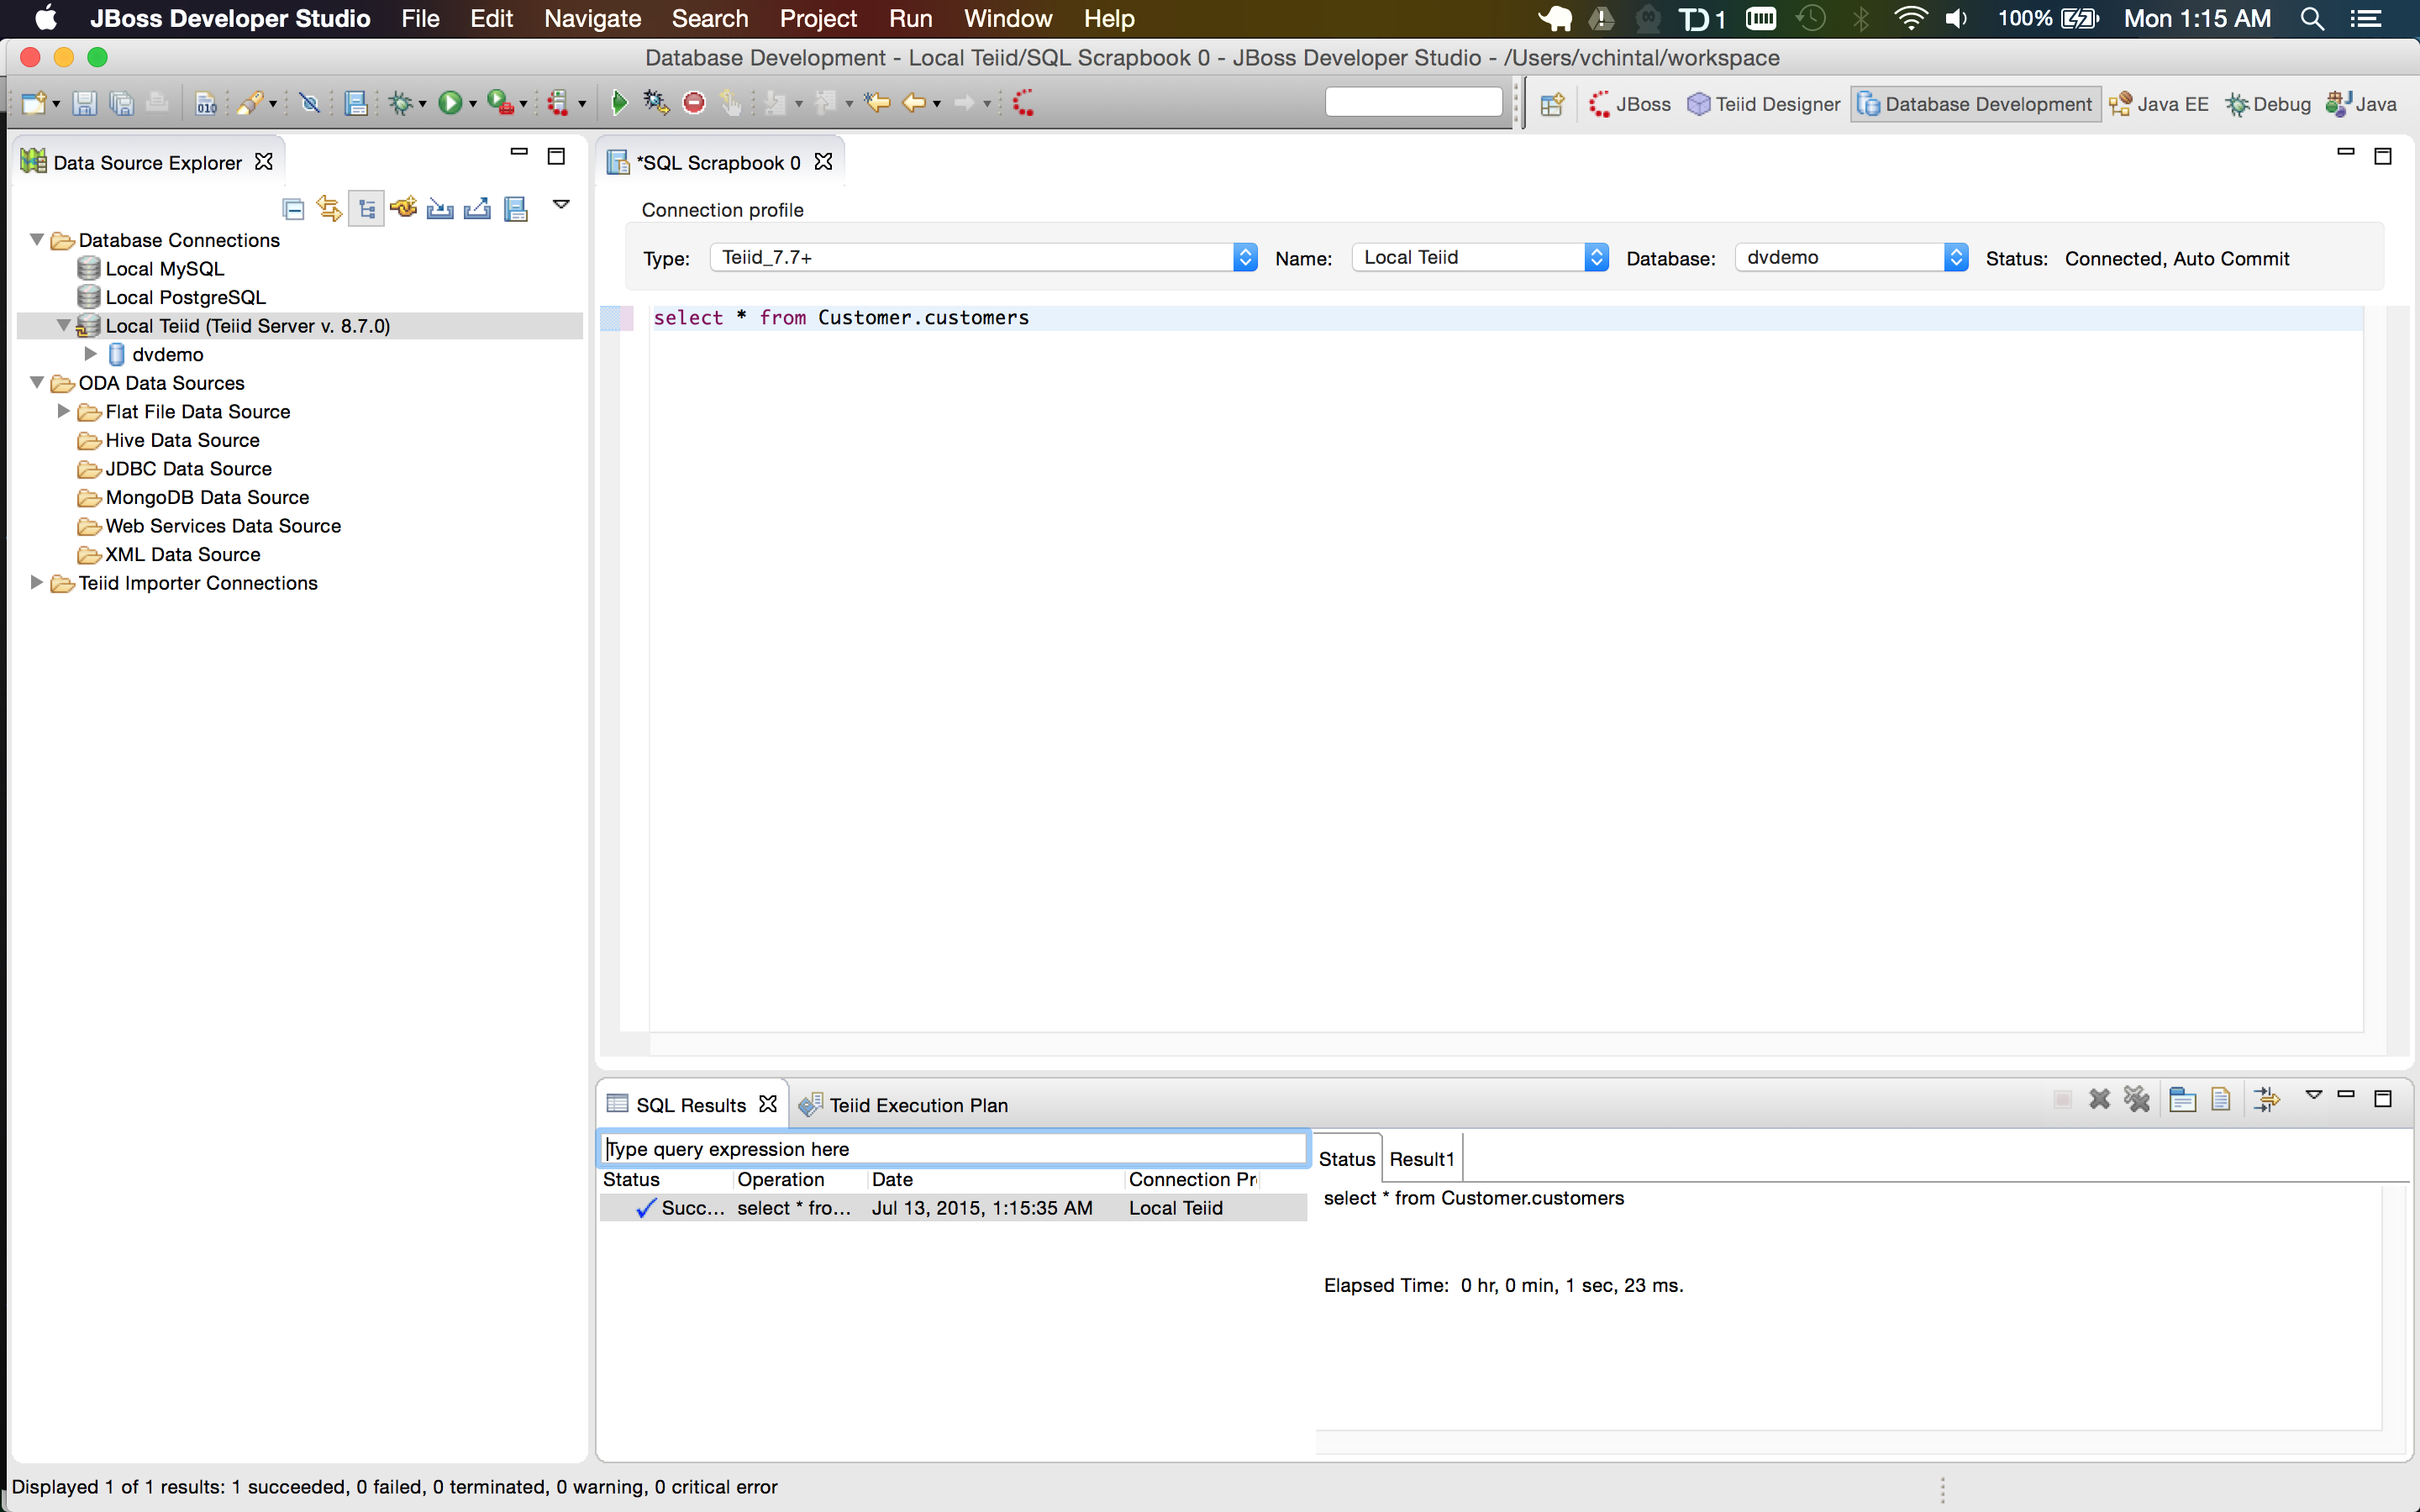 JBoss Developer Studio File Edit Navigate Search Project Run Window Help 1 100% Mon 1:15 AM
Database Development - Local Teiid/SQL Scrapbook 0 - JBoss Developer Studio - /Users/vchintal/workspace
010 JBoss Teiid Designer Database Development Java EE Debug Java
Data Source Explorer
*SQL Scrapbook 0
Connection profile
Type: Teiid_7.7+ Name: Local Teiid Database: dvdemo Status: Connected, Auto Commit
select * from Customer.customers
Database Connections
Local MySQL
Local PostgreSQL
Local Teiid (Teiid Server v. 8.7.0)
dvdemo
ODA Data Sources
Flat File Data Source
Hive Data Source
JDBC Data Source
MongoDB Data Source
Web Services Data Source
XML Data Source
Teiid Importer Connections
SQL Results Teiid Execution Plan
Type query expression here
Status Operation Date Connection Pr
Succ... select * fro... Jul 13, 2015, 1:15:35 AM Local Teiid
Status Result1
select * from Customer.customers
Elapsed Time: 0 hr, 0 min, 1 sec, 23 ms.
Displayed 1 of 1 results: 1 succeeded, 0 failed, 0 terminated, 0 warning, 0 critical error